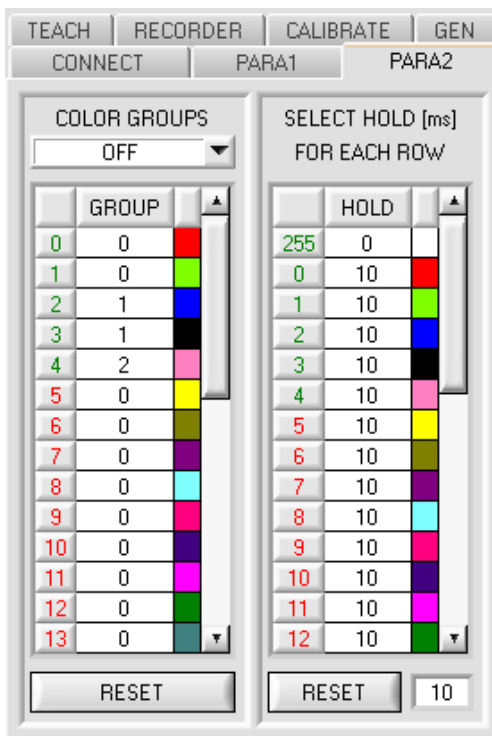 TEACH RECORDER CALIBRATE GEN
CONNECT PARA1 PARA2
COLOR GROUPS
OFF
GROUP
0 0
1 0
2 1
3 1
4 2
5 0
6 0
7 0
8 0
9 0
10 0
11 0
12 0
13 0
RESET
SELECT HOLD [ms]
FOR EACH ROW
HOLD
255 0
0 10
1 10
2 10
3 10
4 10
5 10
6 10
7 10
8 10
9 10
10 10
11 10
12 10
RESET 10